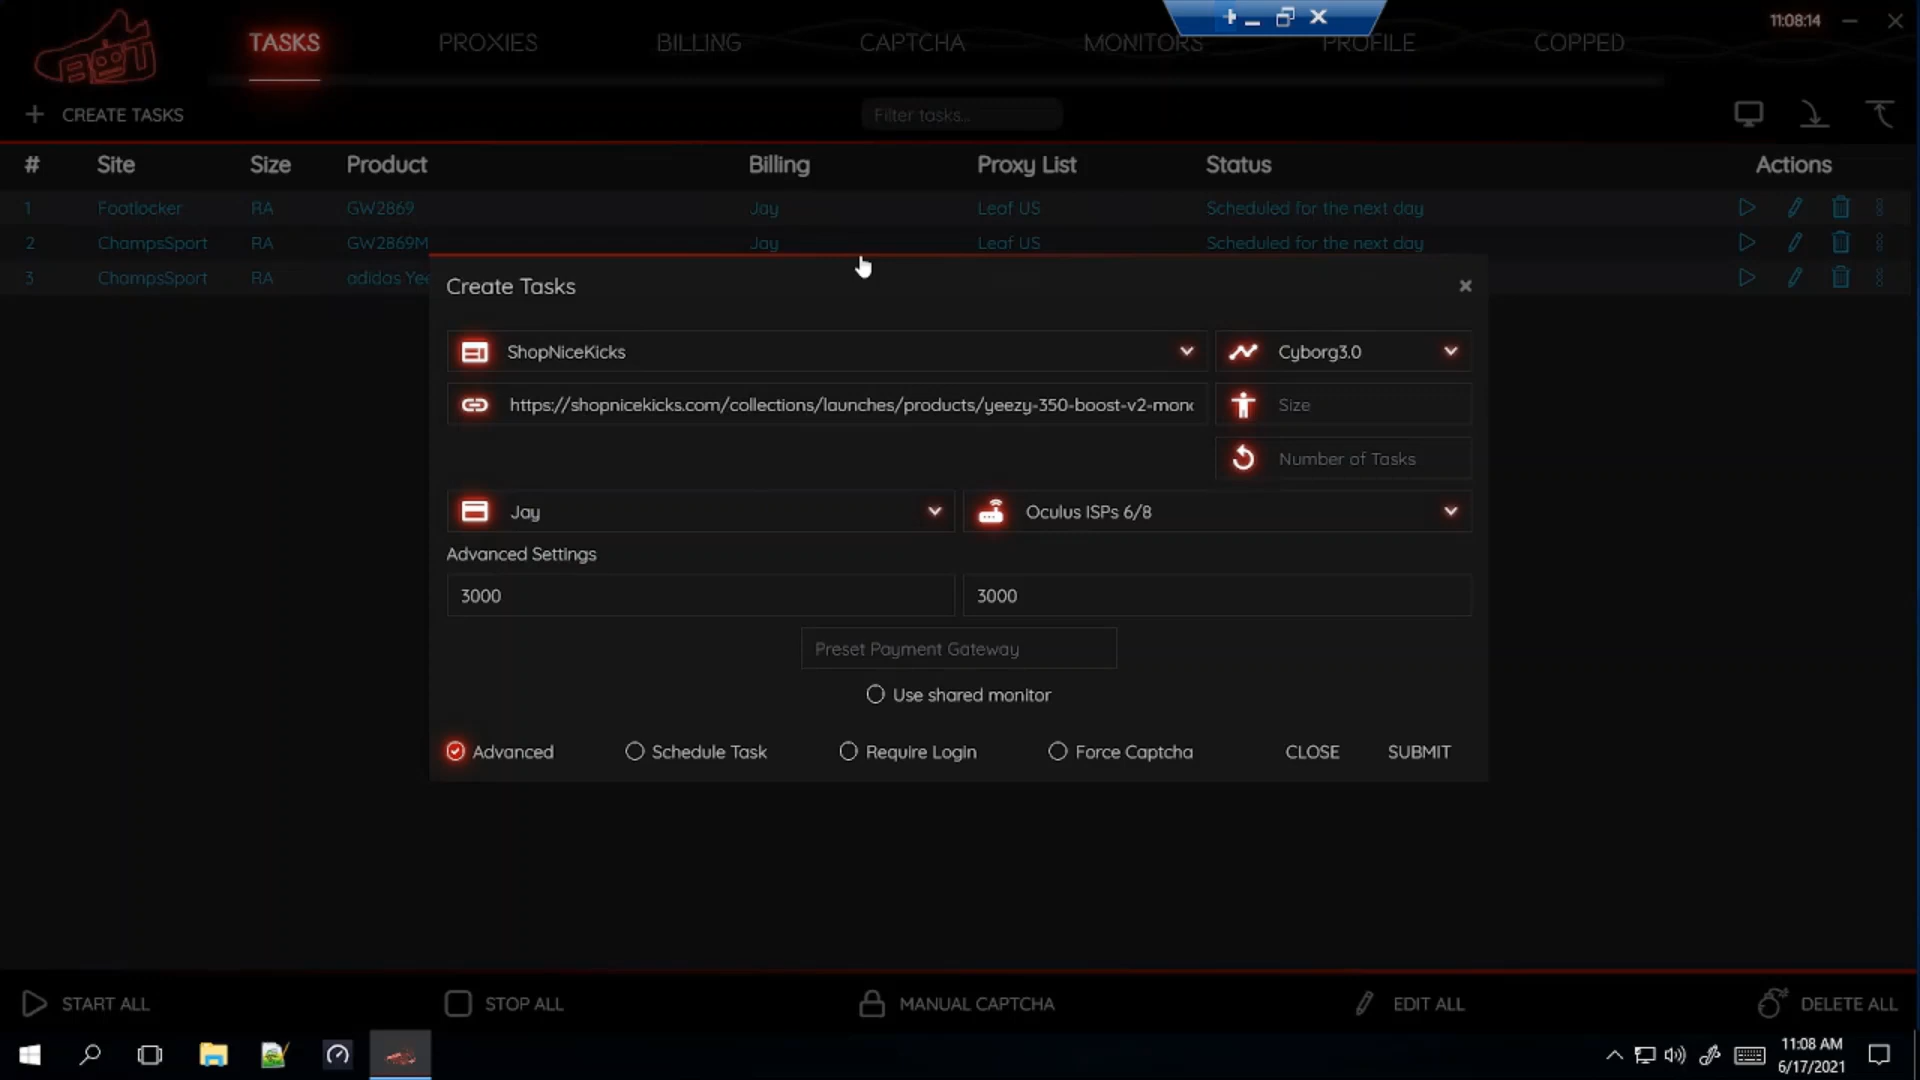 11:08:14
TASKS PROXIES BILLING CAPTCHA MONITORS PROFILE COPPED
CREATE TASKS Filter tasks...
# Site Size Product Billing Proxy List Status Actions
1 Footlocker RA GW2869 Jay Leaf US Scheduled for the next day
2 ChampsSport RA GW2869M Jay Leaf US Scheduled for the next day
3 ChampsSport RA adidas Yee
Create Tasks
ShopNiceKicks Cyborg3.0
https://shopnicekicks.com/collections/launches/products/yeezy-350-boost-v2-mono Size
Number of Tasks
Jay Oculus ISPs 6/8
Advanced Settings
3000 3000
Preset Payment Gateway
Use shared monitor
Advanced Schedule Task Require Login Force Captcha CLOSE SUBMIT
START ALL STOP ALL MANUAL CAPTCHA EDIT ALL DELETE ALL
11:08 AM
6/17/2021